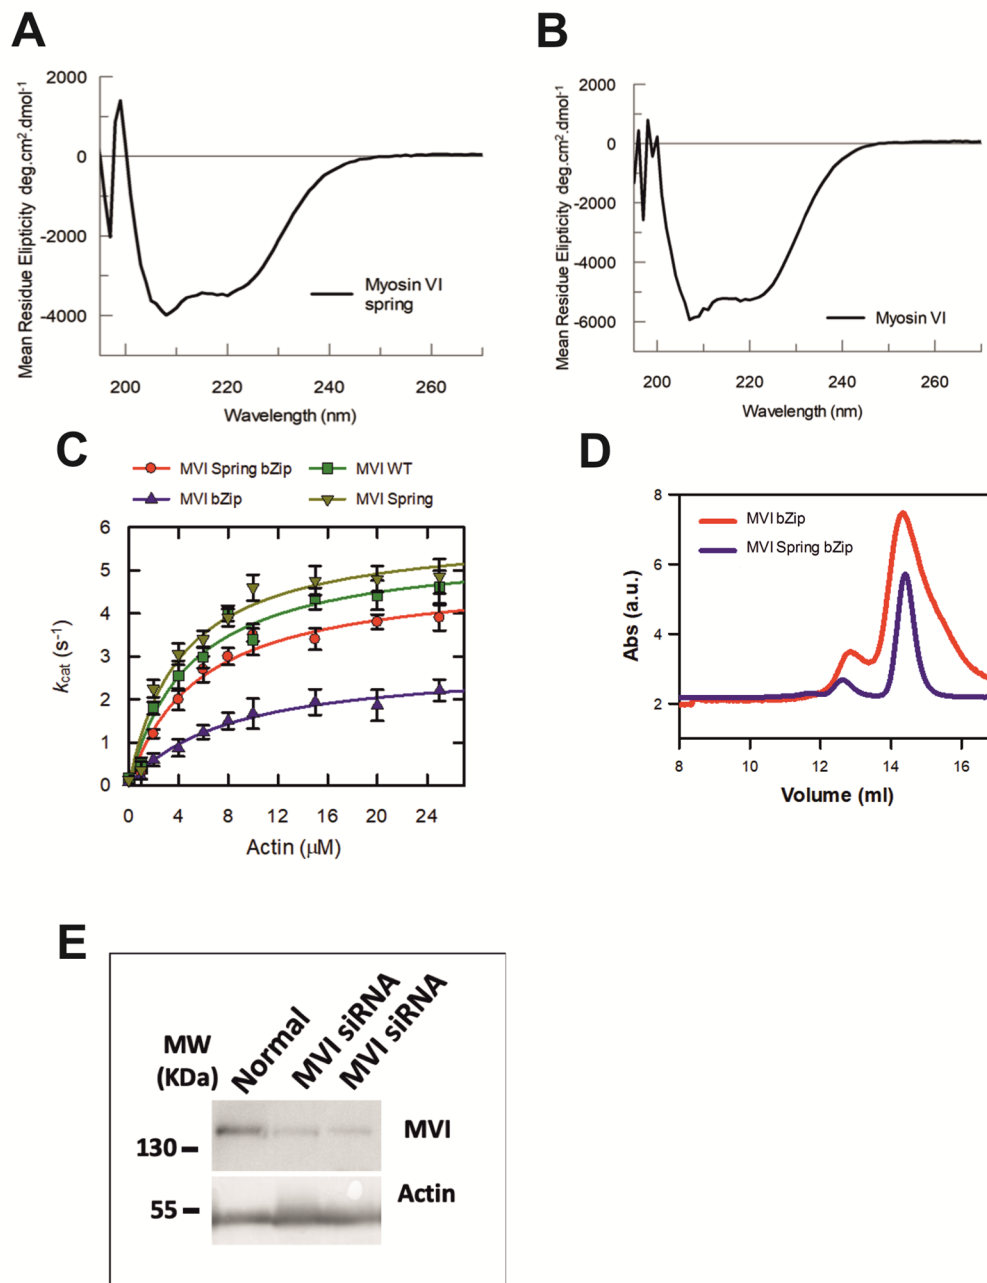 A
Mean Residue Elipticity deg.cm².dmol⁻¹
2000
0
-2000
-4000
Myosin VI
spring
200
220
240
260
Wavelength (nm)
B
Mean Residue Elipticity deg.cm².dmol⁻¹
2000
0
-2000
-4000
-6000
Myosin VI
200
220
240
260
Wavelength (nm)
C
MVI Spring bZip
MVI WT
MVI bZip
MVI Spring
kcat (s⁻¹)
6
5
4
3
2
1
0
0
4
8
12
16
20
24
Actin (μM)
D
MVI bZip
MVI Spring bZip
Abs (a.u.)
8
6
4
2
8
10
12
14
16
Volume (ml)
E
MW
(KDa)
Normal
MVI siRNA
MVI siRNA
130
MVI
55
Actin